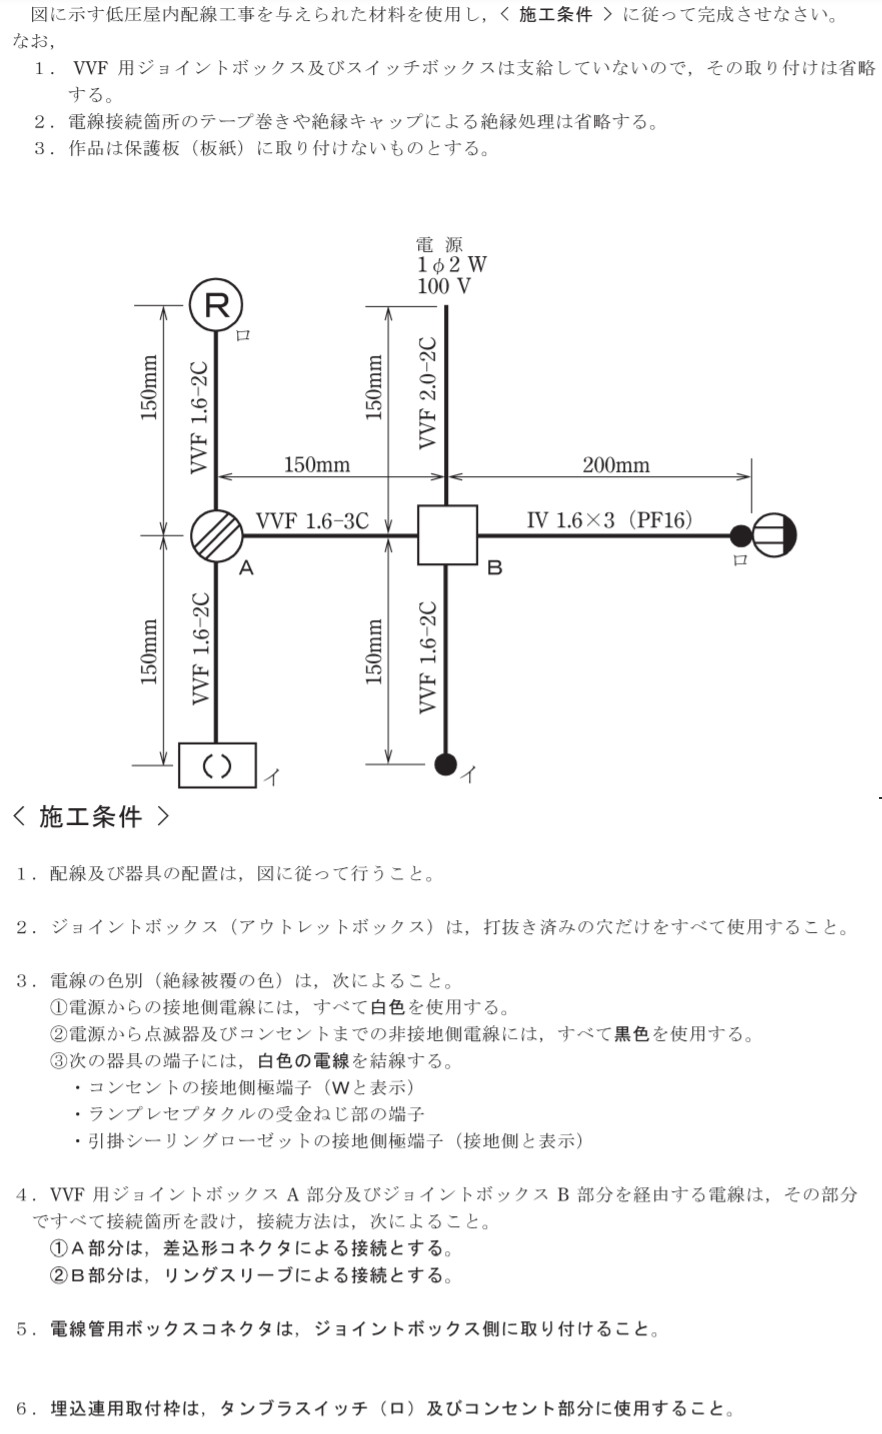 図に示す低圧屋内配線工事を与えられた材料を使用し，＜ 施工条件 ＞ に従って完成させなさい。
なお，
１． VVF 用ジョイントボックス及びスイッチボックスは支給していないので，その取り付けは省略
する。
２．電線接続箇所のテープ巻きや絶縁キャップによる絶縁処理は省略する。
３．作品は保護板（板紙）に取り付けないものとする。
電 源
1φ2 W
100 V
R
ロ
150mm
VVF 1.6−2C
150mm
VVF 2.0−2C
150mm
200mm
VVF 1.6−3C
IV 1.6×3（PF16）
A
B
ロ
150mm
VVF 1.6−2C
150mm
VVF 1.6−2C
( )
イ
イ
＜ 施工条件 ＞
１．配線及び器具の配置は，図に従って行うこと。
２．ジョイントボックス（アウトレットボックス）は，打抜き済みの穴だけをすべて使用すること。
３．電線の色別（絶縁被覆の色）は，次によること。
①電源からの接地側電線には，すべて白色を使用する。
②電源から点滅器及びコンセントまでの非接地側電線には，すべて黒色を使用する。
③次の器具の端子には，白色の電線を結線する。
・コンセントの接地側極端子（Wと表示）
・ランプレセプタクルの受金ねじ部の端子
・引掛シーリングローゼットの接地側極端子（接地側と表示）
４．VVF 用ジョイントボックス A 部分及びジョイントボックス B 部分を経由する電線は，その部分
ですべて接続箇所を設け，接続方法は，次によること。
①A部分は，差込形コネクタによる接続とする。
②B部分は，リングスリーブによる接続とする。
５．電線管用ボックスコネクタは，ジョイントボックス側に取り付けること。
６．埋込連用取付枠は，タンブラスイッチ（ロ）及びコンセント部分に使用すること。